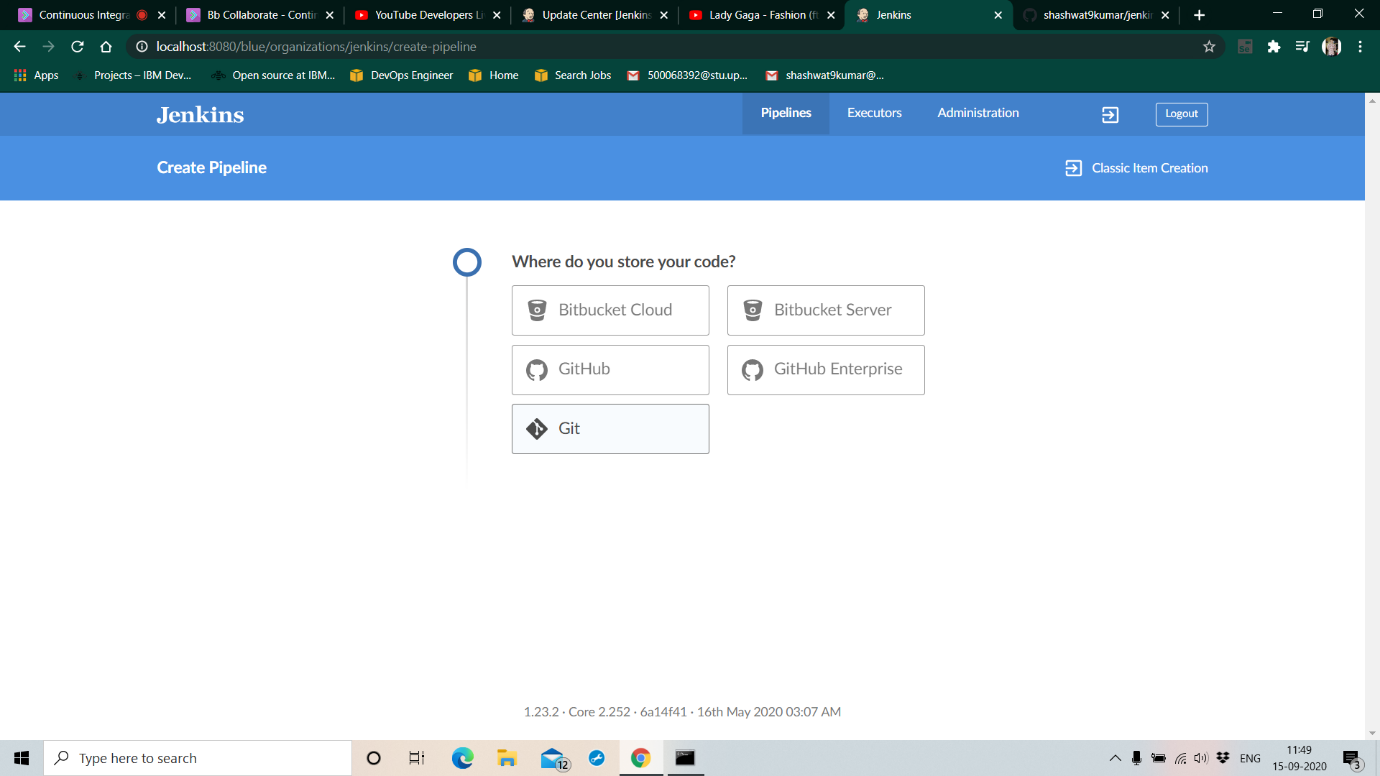 Continuous Integra
Bb Collaborate - Contin
YouTube Developers Li
Update Center [Jenkins
Lady Gaga - Fashion (ft
Jenkins
shashwat9kumar/jenkin
localhost:8080/blue/organizations/jenkins/create-pipeline
Apps
Projects – IBM Dev...
Open source at IBM...
DevOps Engineer
Home
Search Jobs
500068392@stu.up...
shashwat9kumar@...
Jenkins
Pipelines
Executors
Administration
Logout
Create Pipeline
Classic Item Creation
Where do you store your code?
Bitbucket Cloud
Bitbucket Server
GitHub
GitHub Enterprise
Git
1.23.2 · Core 2.252 · 6a14f41 · 16th May 2020 03:07 AM
Type here to search
12
ENG
11:49
15-09-2020
3